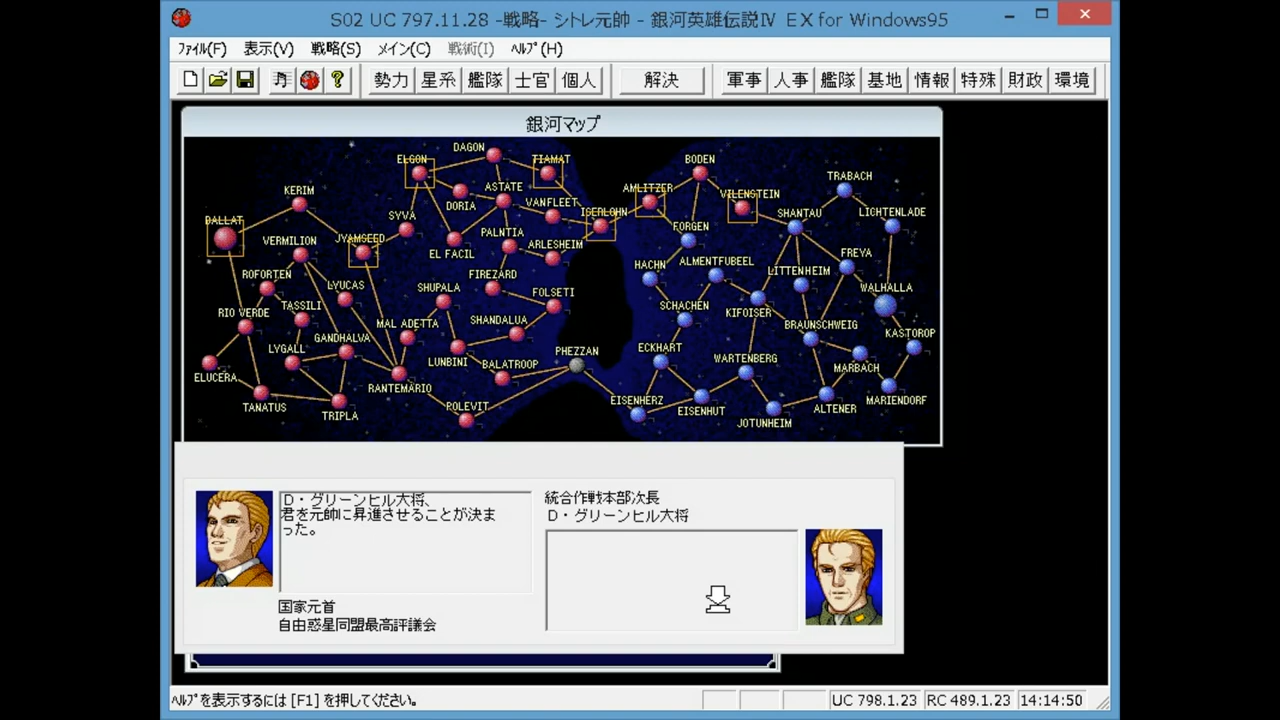 S02 UC 797.11.28 -戦略- シトレ元帥 - 銀河英雄伝説Ⅳ EX for Windows95
ﾌｧｲﾙ(F) 表示(V) 戦略(S) ﾒｲﾝ(C) 戦術(I) ﾍﾙﾌﾟ(H)
勢力 星系 艦隊 士官 個人 解決 軍事 人事 艦隊 基地 情報 特殊 財政 環境
銀河マップ
DAGON
ELGON
TIAMAT
BODEN
TRABACH
KERIM
ASTATE
AMLITZER
VILENSTEIN
DORIA
VANFLEET
ISERLOHN
SHANTAU
LICHTENLADE
BALLAT
SYVA
PALNTIA
FORGEN
VERMILION
JYAMSEED
EL FACIL
ARLESHEIM
FREYA
HACHN
ALMENTFUBEEL
LITTENHEIM
ROFORTEN
LYUCAS
SHUPALA
FIREZARD
FOLSETI
WALHALLA
RIO VERDE
TASSILI
SCHACHEN
KIFOISER
MAL ADETTA
SHANDALUA
BRAUNSCHWEIG
KASTOROP
LYGALL
GANDHALVA
LUNBINI
BALATROOP
PHEZZAN
ECKHART
WARTENBERG
MARBACH
ELUCERA
RANTEMARIO
EISENHERZ
EISENHUT
MARIENDORF
TANATUS
TRIPLA
ROLEVIT
JOTUNHEIM
ALTENER
D・グリーンヒル大将、
君を元帥に昇進させることが決ま
った。
国家元首
自由惑星同盟最高評議会
統合作戦本部次長
D・グリーンヒル大将
ﾍﾙﾌﾟを表示するには [F1] を押してください。
UC 798.1.23 RC 489.1.23 14:14:50